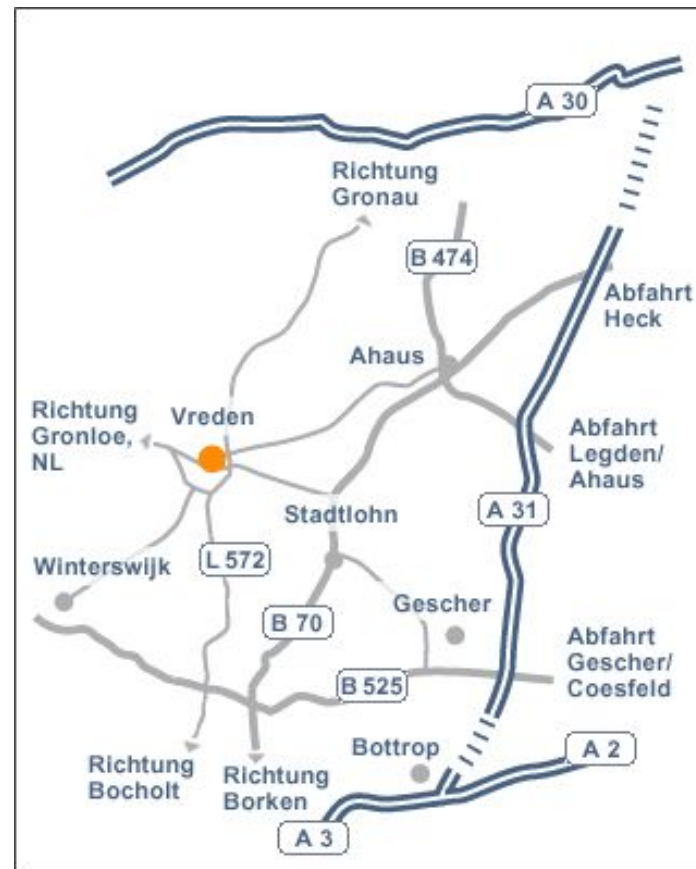 A 30
Richtung
Gronau
B 474
Abfahrt
Heck
Ahaus
Richtung
Gronloe,
NL
Vreden
Abfahrt
Legden/
Ahaus
A 31
Stadtlohn
Winterswijk
L 572
Gescher
B 70
Abfahrt
Gescher/
Coesfeld
B 525
Bottrop
A 2
Richtung
Bocholt
Richtung
Borken
A 3